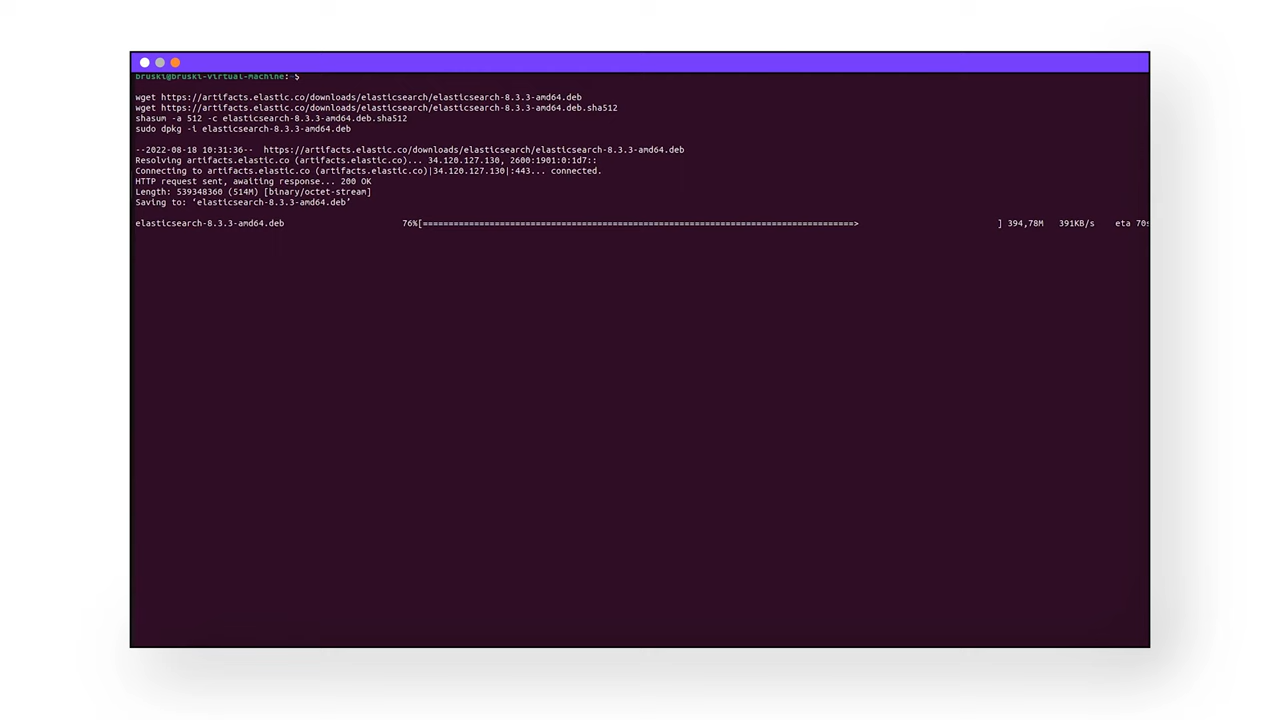 bruski@bruski-virtual-machine:~$
wget https://artifacts.elastic.co/downloads/elasticsearch/elasticsearch-8.3.3-amd64.deb
wget https://artifacts.elastic.co/downloads/elasticsearch/elasticsearch-8.3.3-amd64.deb.sha512
shasum -a 512 -c elasticsearch-8.3.3-amd64.deb.sha512
sudo dpkg -i elasticsearch-8.3.3-amd64.deb
--2022-08-18 10:31:36--  https://artifacts.elastic.co/downloads/elasticsearch/elasticsearch-8.3.3-amd64.deb
Resolving artifacts.elastic.co (artifacts.elastic.co)... 34.120.127.130, 2600:1901:0:1d7::
Connecting to artifacts.elastic.co (artifacts.elastic.co)|34.120.127.130|:443... connected.
HTTP request sent, awaiting response... 200 OK
Length: 539348360 (514M) [binary/octet-stream]
Saving to: ‘elasticsearch-8.3.3-amd64.deb’
elasticsearch-8.3.3-amd64.deb 76%[====================================================================================> ] 394,78M 391KB/s eta 70s